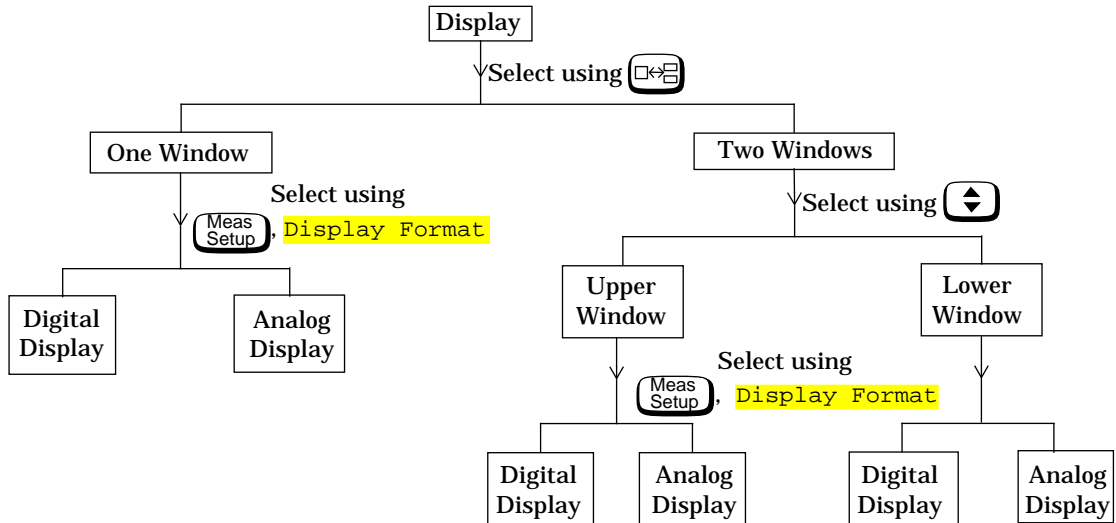 Display
Select using
One Window
Two Windows
Select using
Meas
Setup
, Display Format
Select using
Digital
Display
Analog
Display
Upper
Window
Lower
Window
Select using
Meas
Setup
, Display Format
Digital
Display
Analog
Display
Digital
Display
Analog
Display